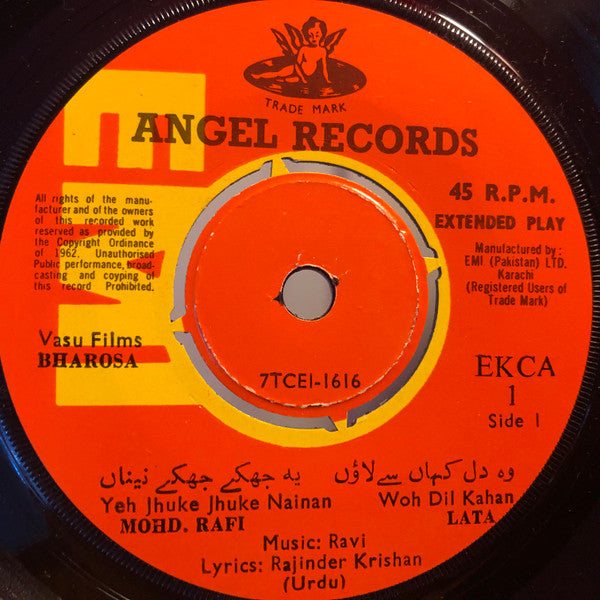 TRADE MARK
ANGEL RECORDS
EMI
All rights of the manu-
facturer and of the owners
of this recorded work
reserved as provided by
the Copyright Ordinance
of 1962. Unauthorised
Public performance, broad-
casting and coyping of
this record Prohibited.
45 R.P.M.
EXTENDED PLAY
Manufactured by :
EMI (Pakistan) LTD.
Karachi
(Registered Users of
Trade Mark)
Vasu Films
BHAROSA
7TCEI-1616
EKCA
1
Side 1
یہ جھکے جھکے نیناں
وہ دل کہاں سے لاؤں
Yeh Jhuke Jhuke Nainan
Woh Dil Kahan
MOHD. RAFI
LATA
Music: Ravi
Lyrics: Rajinder Krishan
(Urdu)